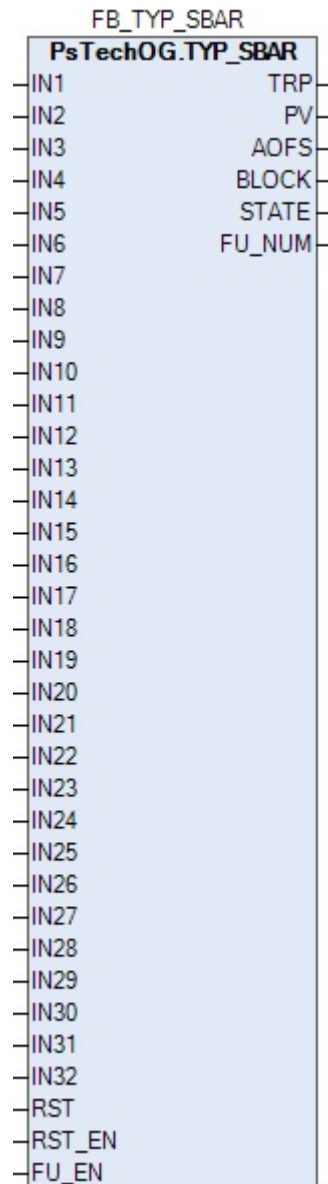 FB_TYP_SBAR
PsTechOG.TYP_SBAR
IN1 TRP
IN2 PV
IN3 AOFS
IN4 BLOCK
IN5 STATE
IN6 FU_NUM
IN7
IN8
IN9
IN10
IN11
IN12
IN13
IN14
IN15
IN16
IN17
IN18
IN19
IN20
IN21
IN22
IN23
IN24
IN25
IN26
IN27
IN28
IN29
IN30
IN31
IN32
RST
RST_EN
FU_EN